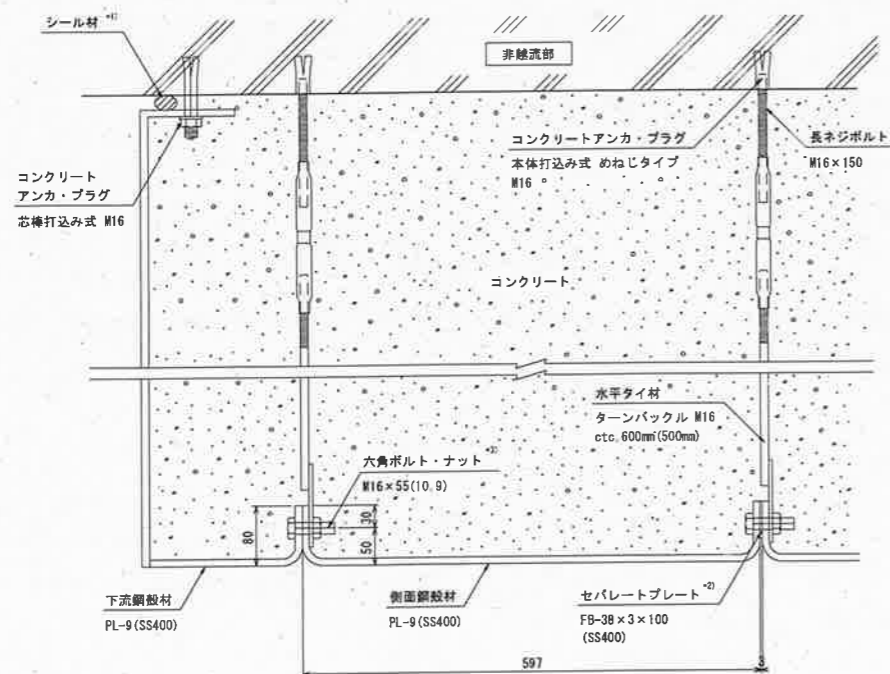 シール材 *1)
非越流部
コンクリートアンカ・プラグ
本体打込み式 めねじタイプ
M16
長ネジボルト
M16×150
コンクリート
アンカ・プラグ
芯棒打込み式 M16
コンクリート
水平タイ材
ターンバックル M16
ctc 600mm(500mm)
六角ボルト・ナット *3)
M16×55(10.9)
80
30
50
下流鋼殻材
PL-9(SS400)
側面鋼殻材
PL-9(SS400)
セパレートプレート *2)
FB-38×3×100
(SS400)
597
3